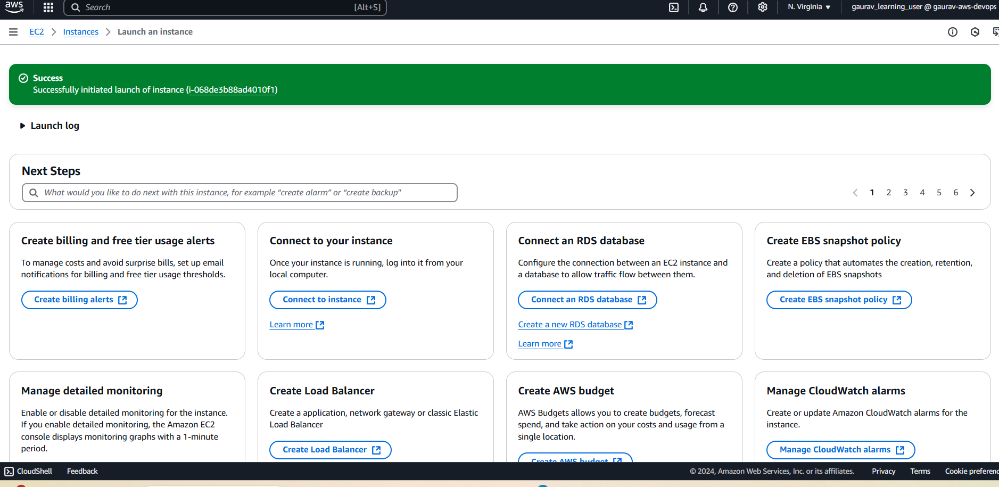 aws
Search
[Alt+S]
N. Virginia
gaurav_learning_user @ gaurav-aws-devops
EC2
Instances
Launch an instance
Success
Successfully initiated launch of instance (i-068de3b88ad4010f1)
Launch log
Next Steps
What would you like to do next with this instance, for example “create alarm” or “create backup"
1 2 3 4 5 6
Create billing and free tier usage alerts
To manage costs and avoid surprise bills, set up email
notifications for billing and free tier usage thresholds.
Create billing alerts
Connect to your instance
Once your instance is running, log into it from your
local computer.
Connect to instance
Learn more
Connect an RDS database
Configure the connection between an EC2 instance and
a database to allow traffic flow between them.
Connect an RDS database
Create a new RDS database
Learn more
Create EBS snapshot policy
Create a policy that automates the creation, retention,
and deletion of EBS snapshots
Create EBS snapshot policy
Manage detailed monitoring
Enable or disable detailed monitoring for the instance.
If you enable detailed monitoring, the Amazon EC2
console displays monitoring graphs with a 1-minute
period.
Create Load Balancer
Create a application, network gateway or classic Elastic
Load Balancer
Create Load Balancer
Create AWS budget
AWS Budgets allows you to create budgets, forecast
spend, and take action on your costs and usage from a
single location.
Create AWS budget
Manage CloudWatch alarms
Create or update Amazon CloudWatch alarms for the
instance.
Manage CloudWatch alarms
CloudShell
Feedback
© 2024, Amazon Web Services, Inc. or its affiliates.
Privacy
Terms
Cookie preferenc